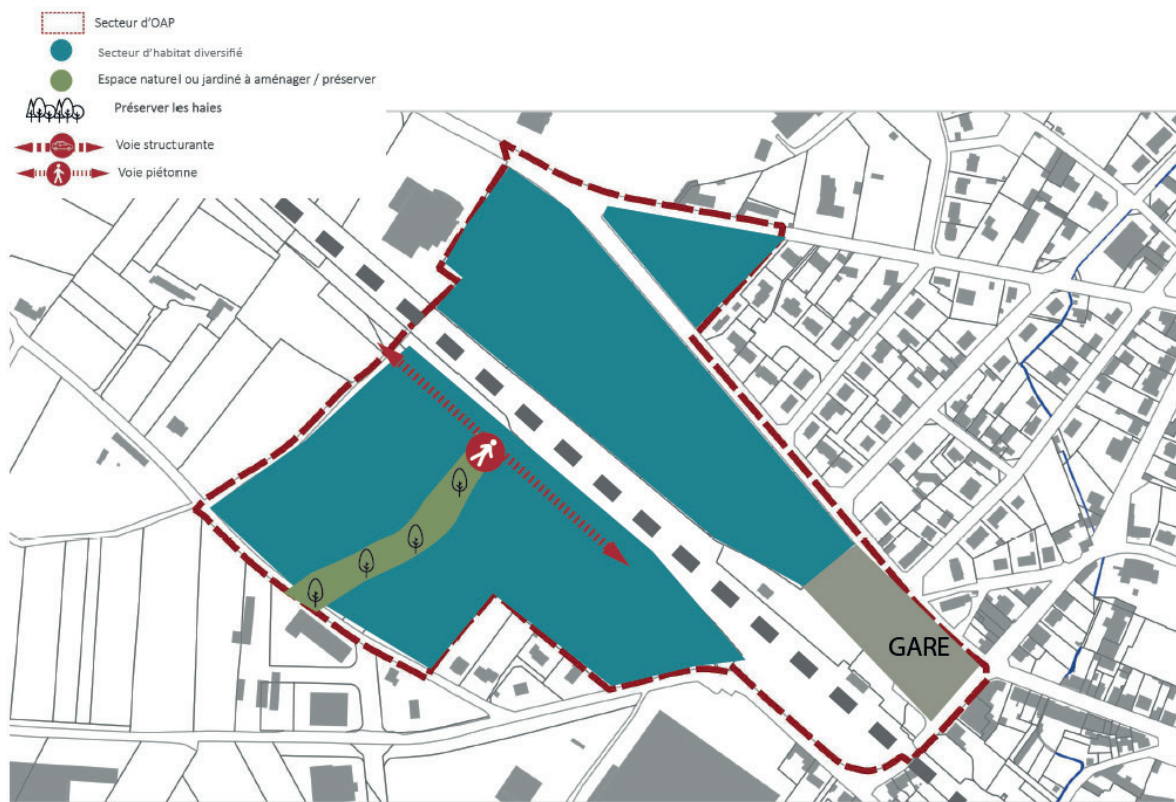 Secteur d'OAP
Secteur d'habitat diversifié
Espace naturel ou jardiné à aménager / préserver
Préserver les haies
Voie structurante
Voie piétonne
GARE